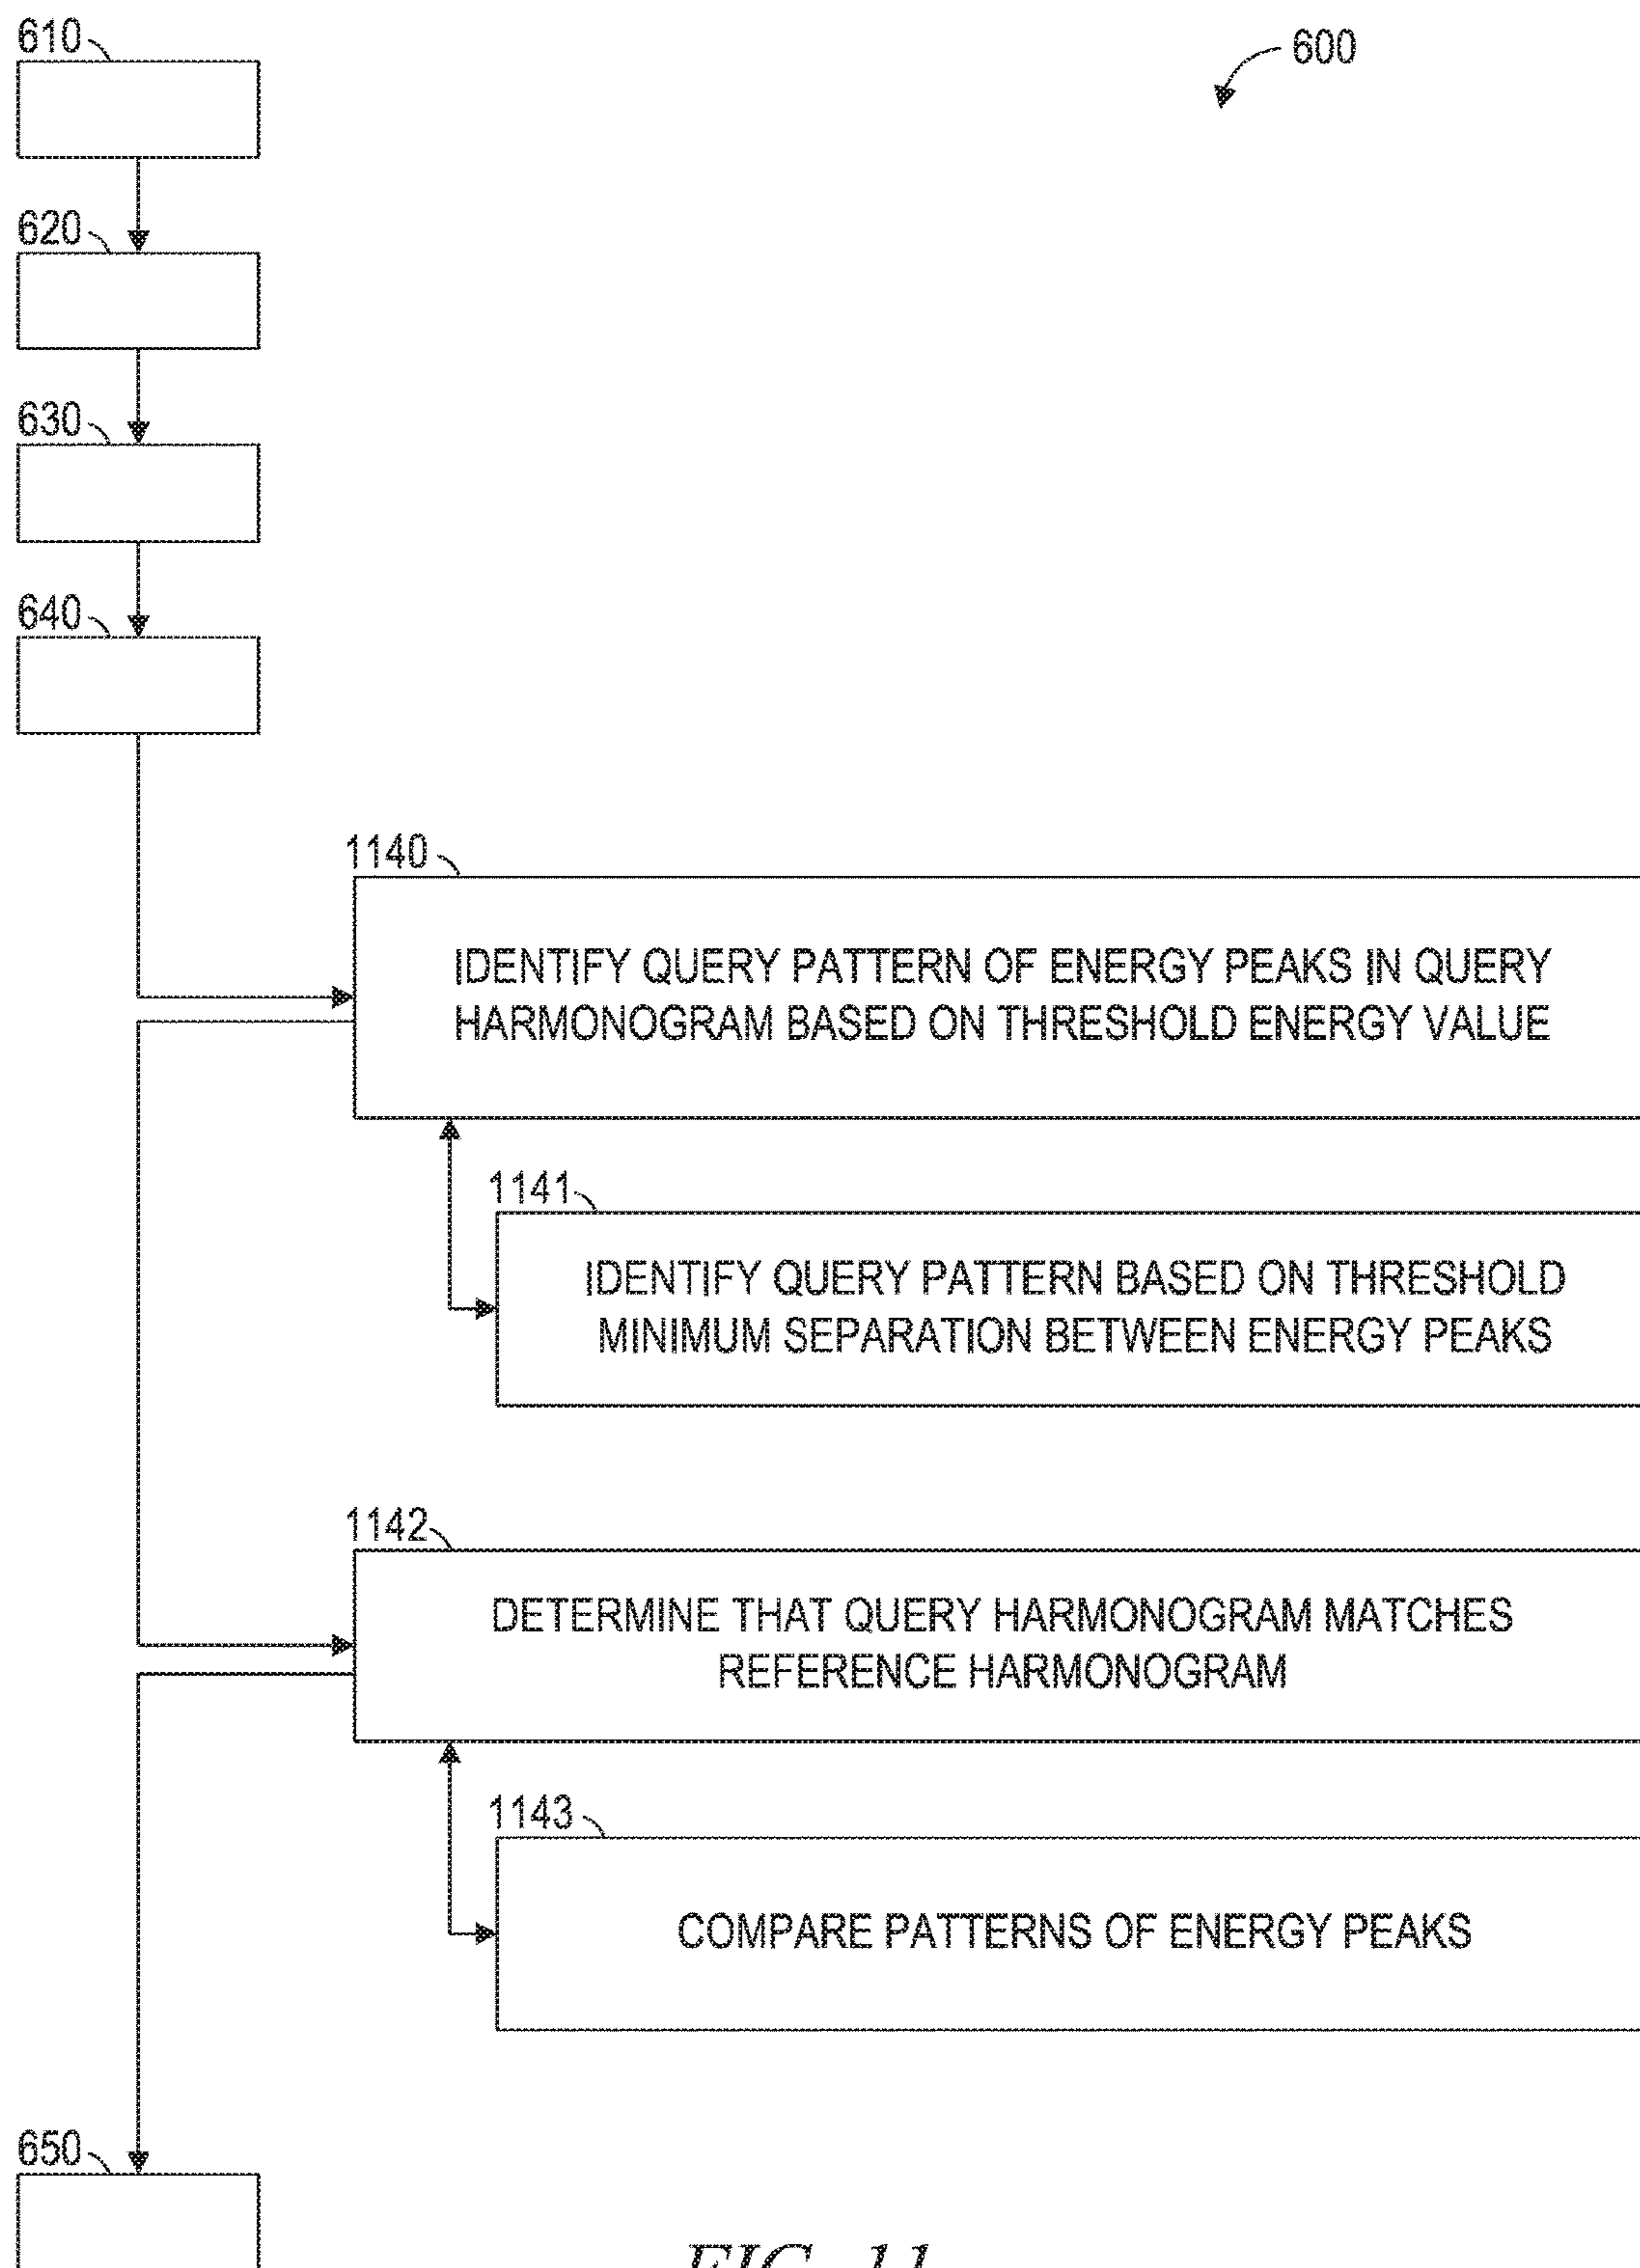 610
600
620
630
640
1140
IDENTIFY QUERY PATTERN OF ENERGY PEAKS IN QUERY
HARMONOGRAM BASED ON THRESHOLD ENERGY VALUE
1141
IDENTIFY QUERY PATTERN BASED ON THRESHOLD
MINIMUM SEPARATION BETWEEN ENERGY PEAKS
1142
DETERMINE THAT QUERY HARMONOGRAM MATCHES
REFERENCE HARMONOGRAM
1143
COMPARE PATTERNS OF ENERGY PEAKS
650
FIG. 11